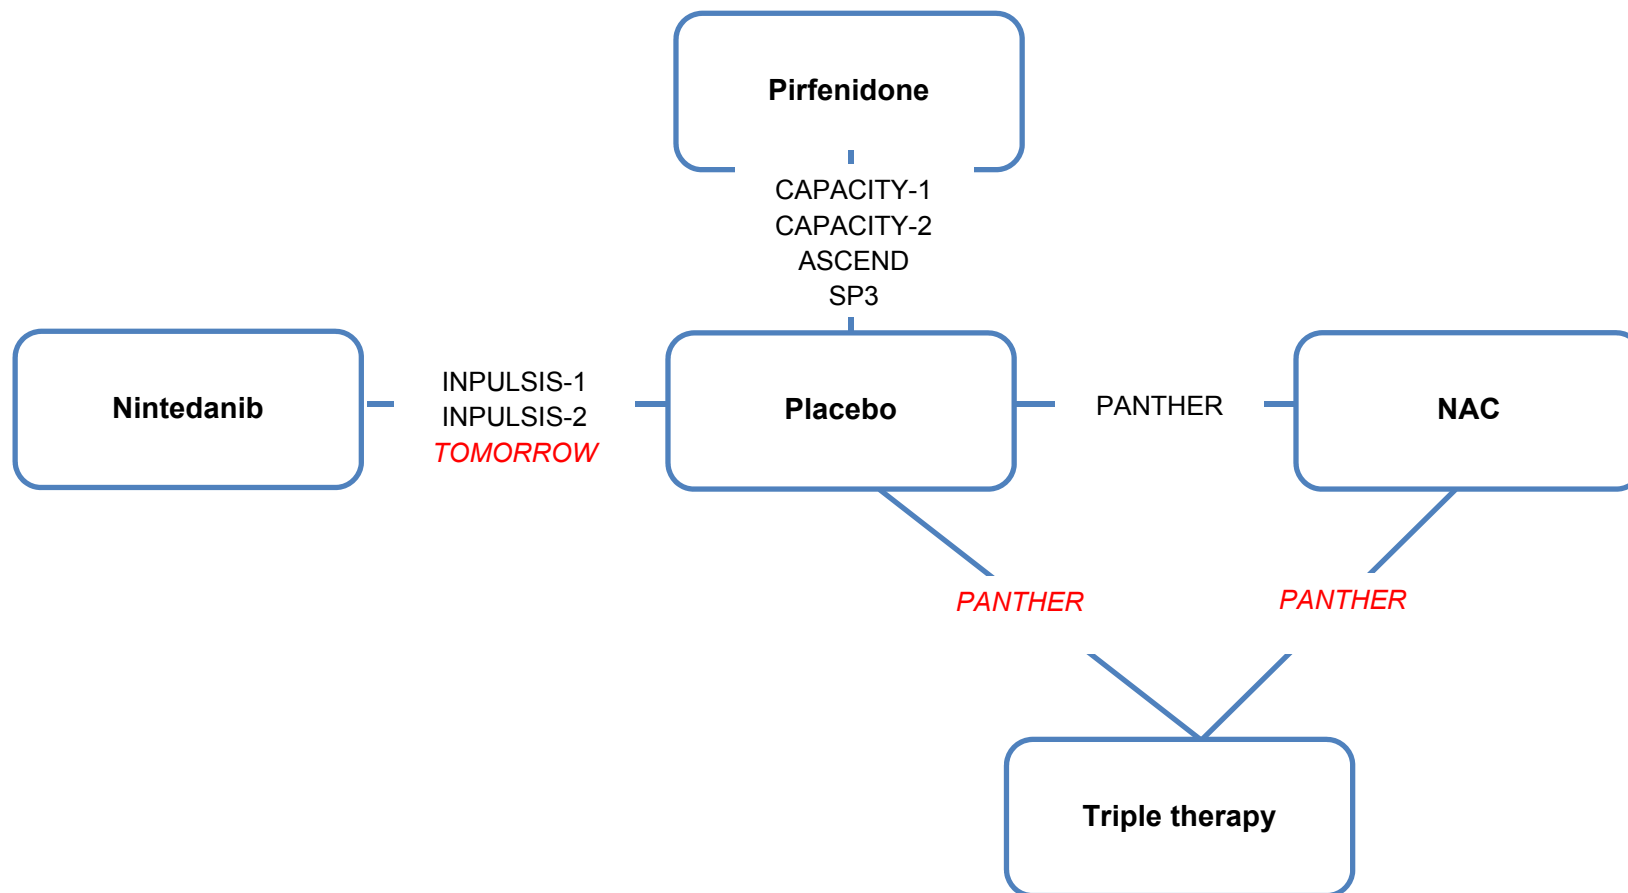 Pirfenidone
CAPACITY-1
CAPACITY-2
ASCEND
SP3
Nintedanib
INPULSIS-1
INPULSIS-2
TOMORROW
Placebo
PANTHER
NAC
PANTHER
PANTHER
Triple therapy